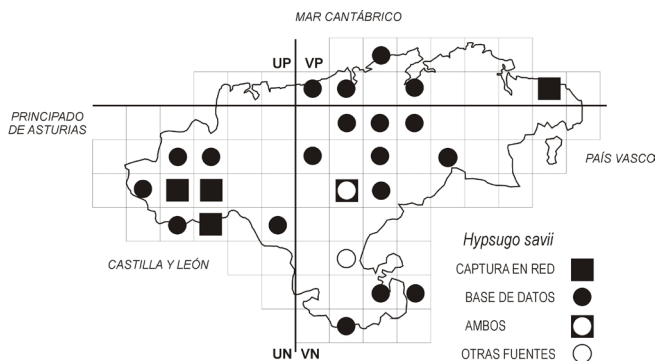 MAR CANTÁBRICO
UP VP
PRINCIPADO
DE ASTURIAS
PAÍS VASCO
Hypsugo savii
CASTILLA Y LEÓN
CAPTURA EN RED
BASE DE DATOS
AMBOS
OTRAS FUENTES
UN VN